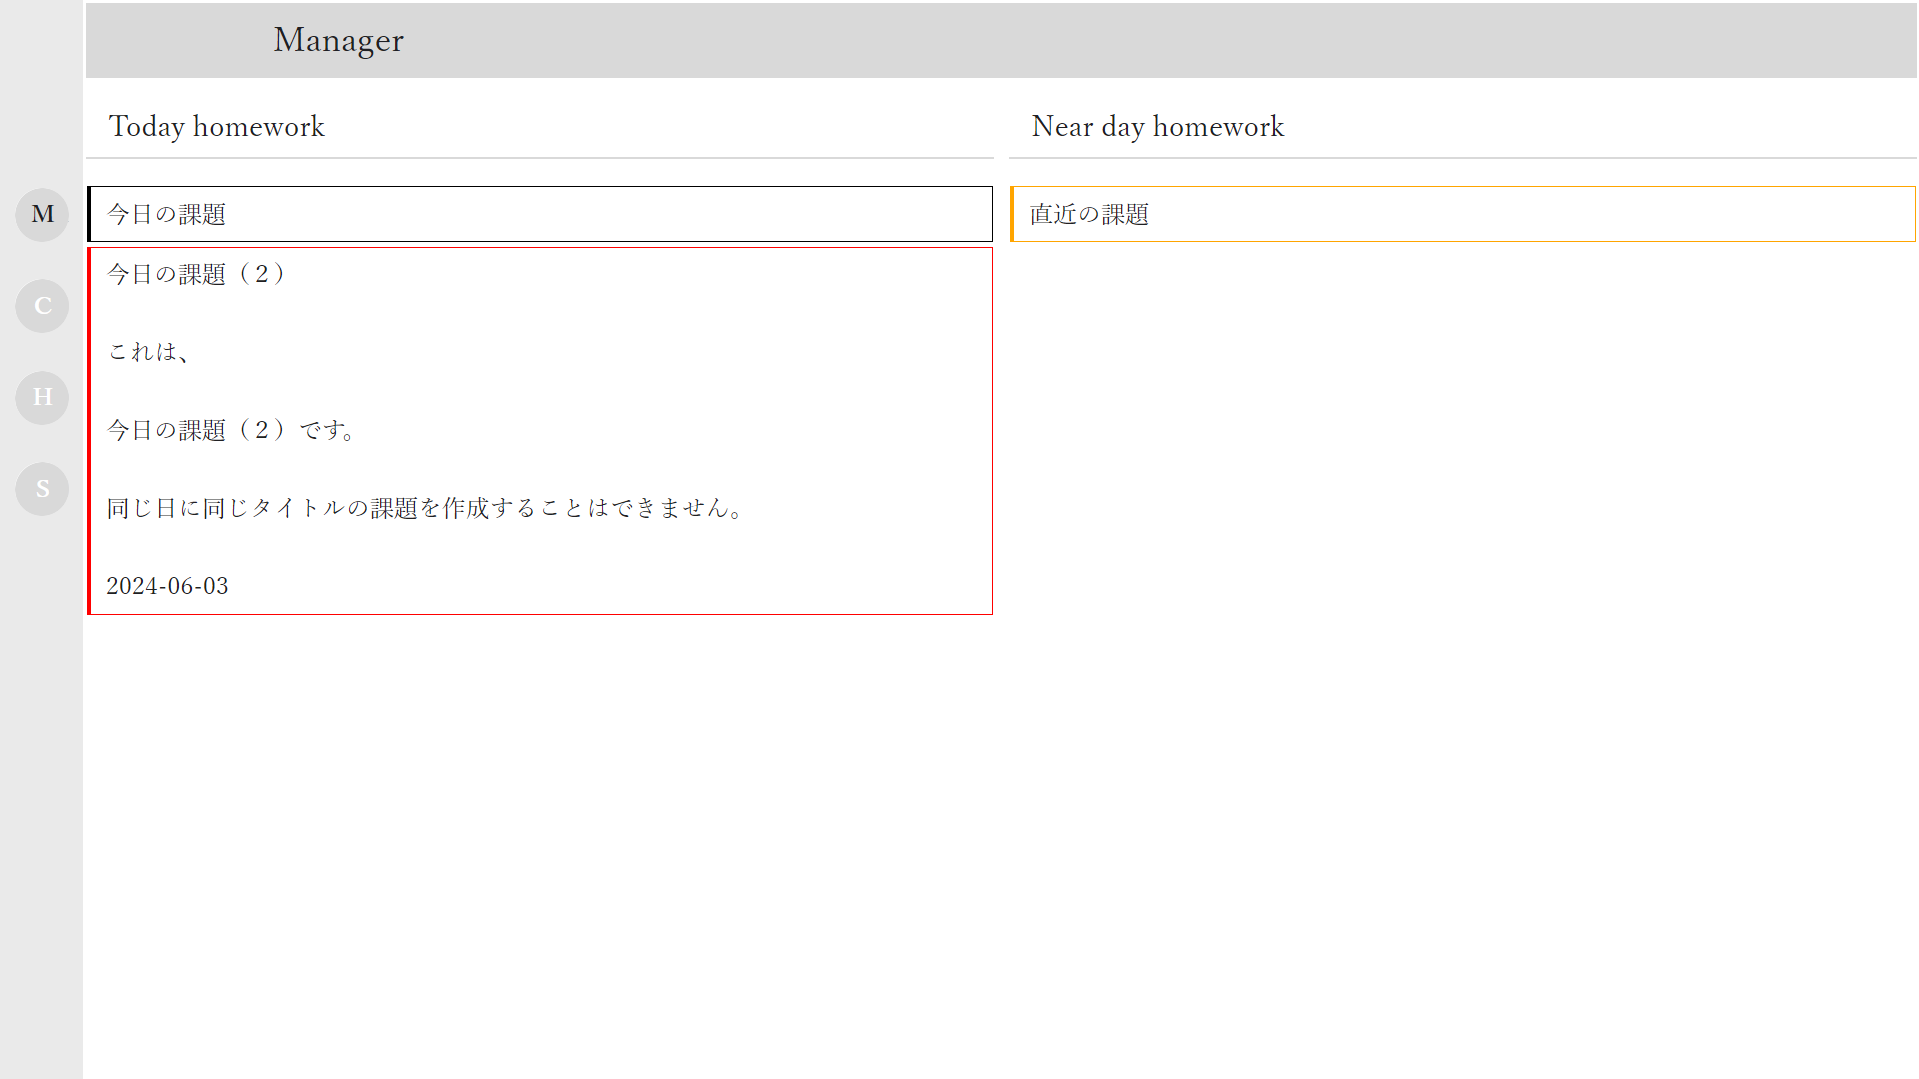 Manager
M
C
H
S
Today homework
今日の課題
今日の課題（２）
これは、
今日の課題（２）です。
同じ日に同じタイトルの課題を作成することはできません。
2024-06-03
Near day homework
直近の課題